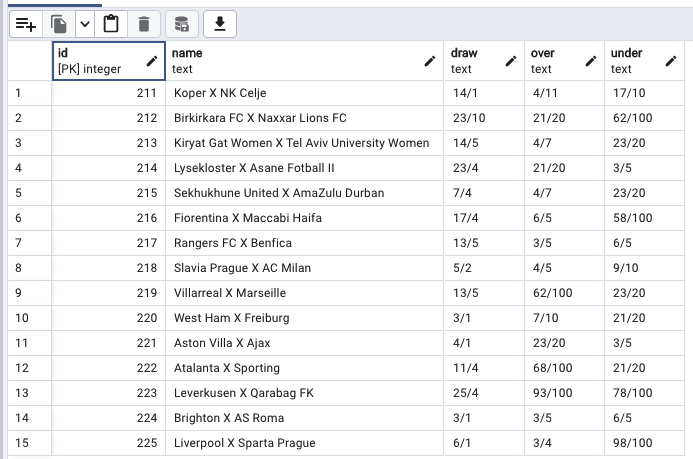 id name draw over under
[PK] integer text text text text
1 211 Koper X NK Celje 14/1 4/11 17/10
2 212 Birkirkara FC X Naxxar Lions FC 23/10 21/20 62/100
3 213 Kiryat Gat Women X Tel Aviv University Women 14/5 4/7 23/20
4 214 Lysekloster X Asane Fotball II 23/4 21/20 3/5
5 215 Sekhukhune United X AmaZulu Durban 7/4 4/7 23/20
6 216 Fiorentina X Maccabi Haifa 17/4 6/5 58/100
7 217 Rangers FC X Benfica 13/5 3/5 6/5
8 218 Slavia Prague X AC Milan 5/2 4/5 9/10
9 219 Villarreal X Marseille 13/5 62/100 23/20
10 220 West Ham X Freiburg 3/1 7/10 21/20
11 221 Aston Villa X Ajax 4/1 23/20 3/5
12 222 Atalanta X Sporting 11/4 68/100 21/20
13 223 Leverkusen X Qarabag FK 25/4 93/100 78/100
14 224 Brighton X AS Roma 3/1 3/5 6/5
15 225 Liverpool X Sparta Prague 6/1 3/4 98/100